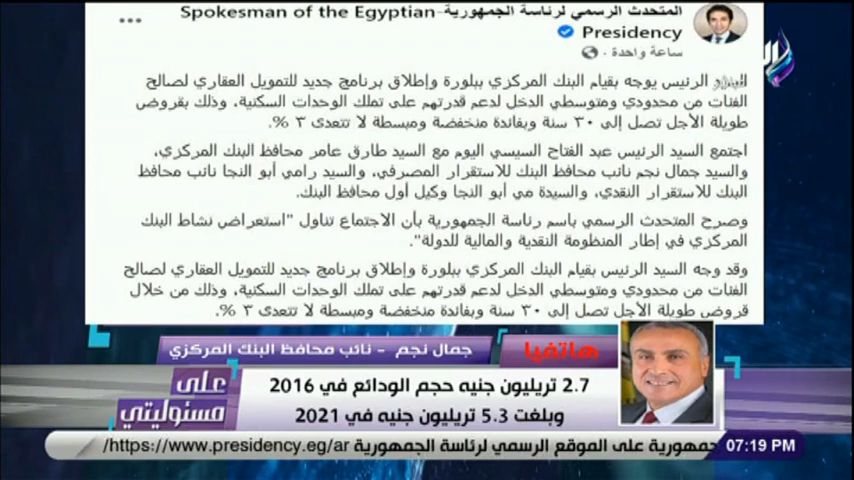 المتحدث الرسمي لرئاسة الجمهورية-Spokesman of the Egyptian
Presidency
ساعة واحدة ·
الرئيس يوجه بقيام البنك المركزي ببلورة وإطلاق برنامج جديد للتمويل العقاري لصالح
الفئات من محدودي ومتوسطي الدخل لدعم قدرتهم على تملك الوحدات السكنية، وذلك بقروض
طويلة الأجل تصل إلى ٣٠ سنة وبفائدة منخفضة ومبسطة لا تتعدى ٣ %.
اجتمع السيد الرئيس عبد الفتاح السيسي اليوم مع السيد طارق عامر محافظ البنك المركزي،
والسيد جمال نجم نائب محافظ البنك للاستقرار المصرفي، والسيد رامي أبو النجا نائب محافظ
البنك للاستقرار النقدي، والسيدة مي أبو النجا وكيل أول محافظ البنك.
وصرح المتحدث الرسمي باسم رئاسة الجمهورية بأن الاجتماع تناول "استعراض نشاط البنك
المركزي في إطار المنظومة النقدية والمالية للدولة".
وقد وجه السيد الرئيس بقيام البنك المركزي ببلورة وإطلاق برنامج جديد للتمويل العقاري لصالح
الفئات من محدودي ومتوسطي الدخل لدعم قدرتهم على تملك الوحدات السكنية، وذلك من خلال
قروض طويلة الأجل تصل إلى ٣٠ سنة وبفائدة منخفضة ومبسطة لا تتعدى ٣ %.
هاتفيا
جمال نجم - نائب محافظ البنك المركزي
2.7 تريليون جنيه حجم الودائع في 2016
وبلغت 5.3 تريليون جنيه في 2021
على
مسئوليتي
جمهورية على الموقع الرسمي لرئاسة الجمهورية https://www.presidency.eg/ar/
07:19 PM